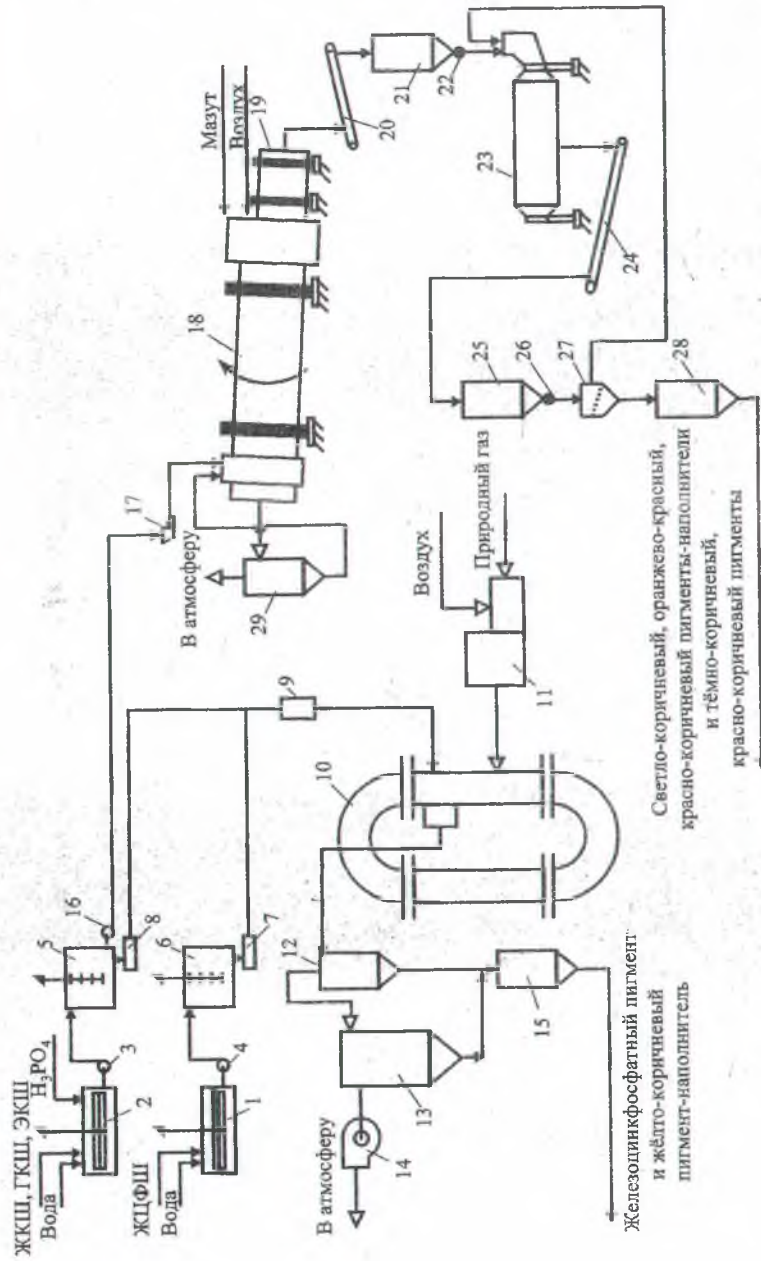 ЖКШ, ГКШ, ЭКШ
Вода
H₃PO₄
2
3
5
16
8
ЖЦФШ
Вода
1
4
6
7
9
10
11
Воздух
Природный газ
12
13
14
15
В атмосферу
Железоцинкфосфатный пигмент
и жёлто-коричневый
пигмент-наполнитель
17
18
19
Мазут
Воздух
В атмосферу
29
20
21
22
23
24
25
26
27
28
Светло-коричневый, оранжево-красный,
красно-коричневый пигменты-наполнители
и тёмно-коричневый,
красно-коричневый пигменты